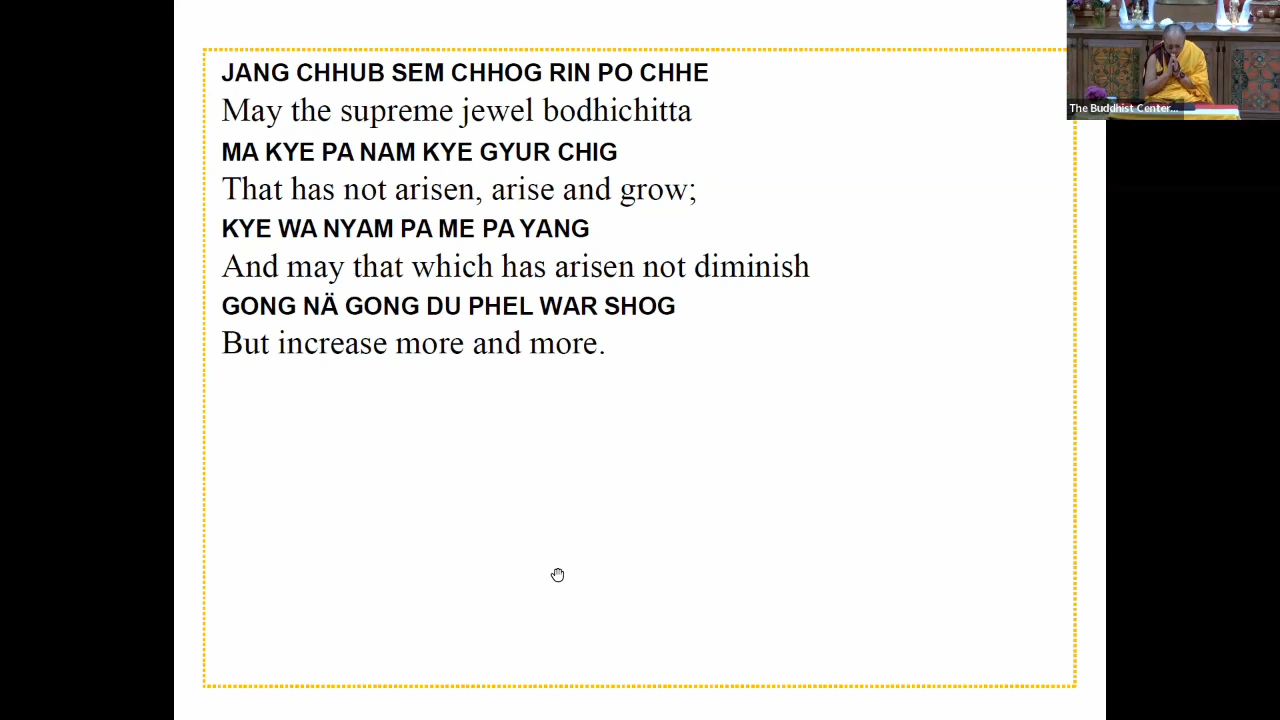 JANG CHHUB SEM CHHOG RIN PO CHHE
May the supreme jewel bodhichitta
MA KYE PA NAM KYE GYUR CHIG
That has not arisen, arise and grow;
KYE WA NYAM PA ME PA YANG
And may that which has arisen not diminish
GONG NÄ GONG DU PHEL WAR SHOG
But increase more and more.
The Buddhist Center...